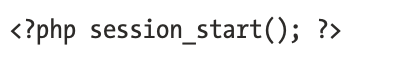 <?php session_start(); ?>